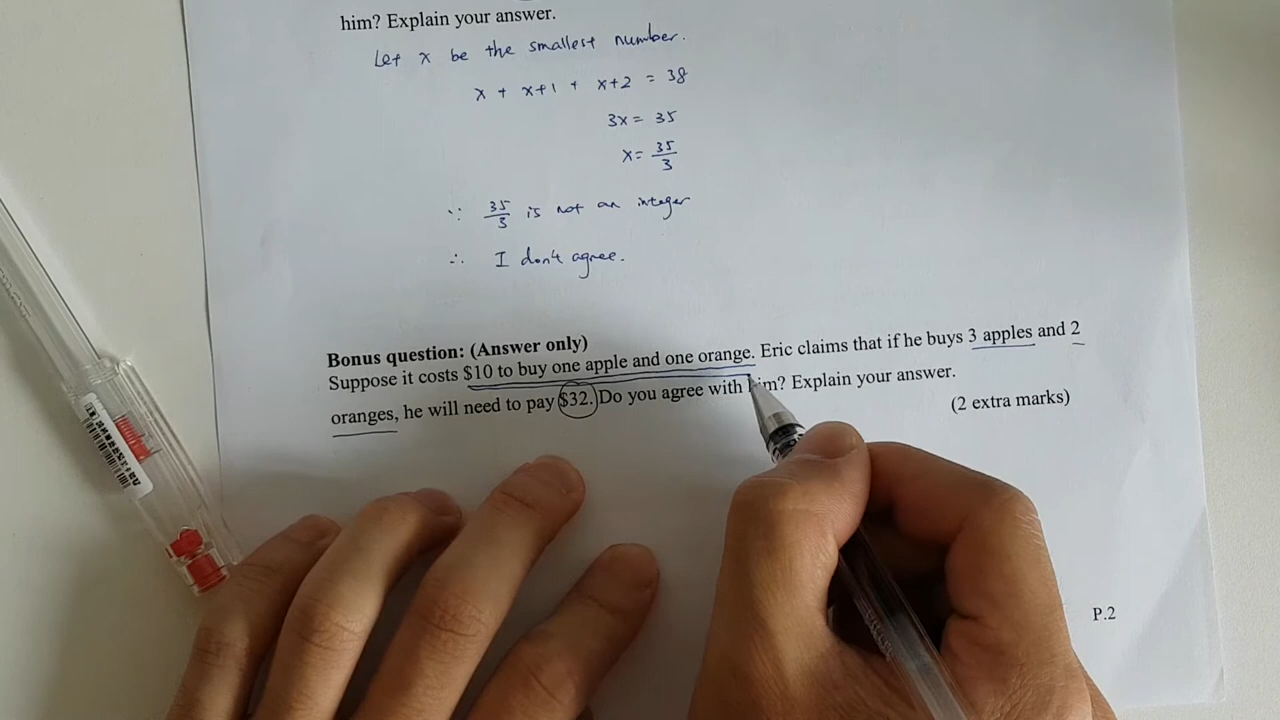 him? Explain your answer.
Let x be the smallest number.
x + x+1 + x+2 = 38
3x = 35
x = 35/3
∵ 35/3 is not an integer
∴ I don't agree.
Bonus question: (Answer only)
Suppose it costs $10 to buy one apple and one orange. Eric claims that if he buys 3 apples and 2
oranges, he will need to pay $32. Do you agree with him? Explain your answer.
(2 extra marks)
P.2